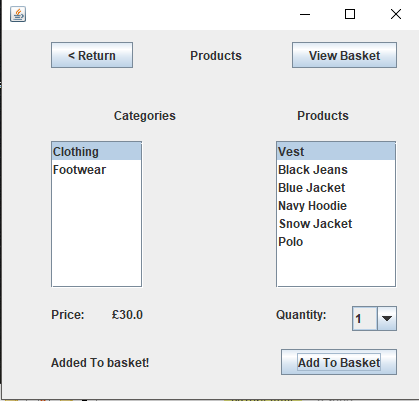 < Return Products View Basket
Categories Products
Clothing Vest
Footwear Black Jeans
Blue Jacket
Navy Hoodie
Snow Jacket
Polo
Price: £30.0 Quantity: 1
Added To basket! Add To Basket